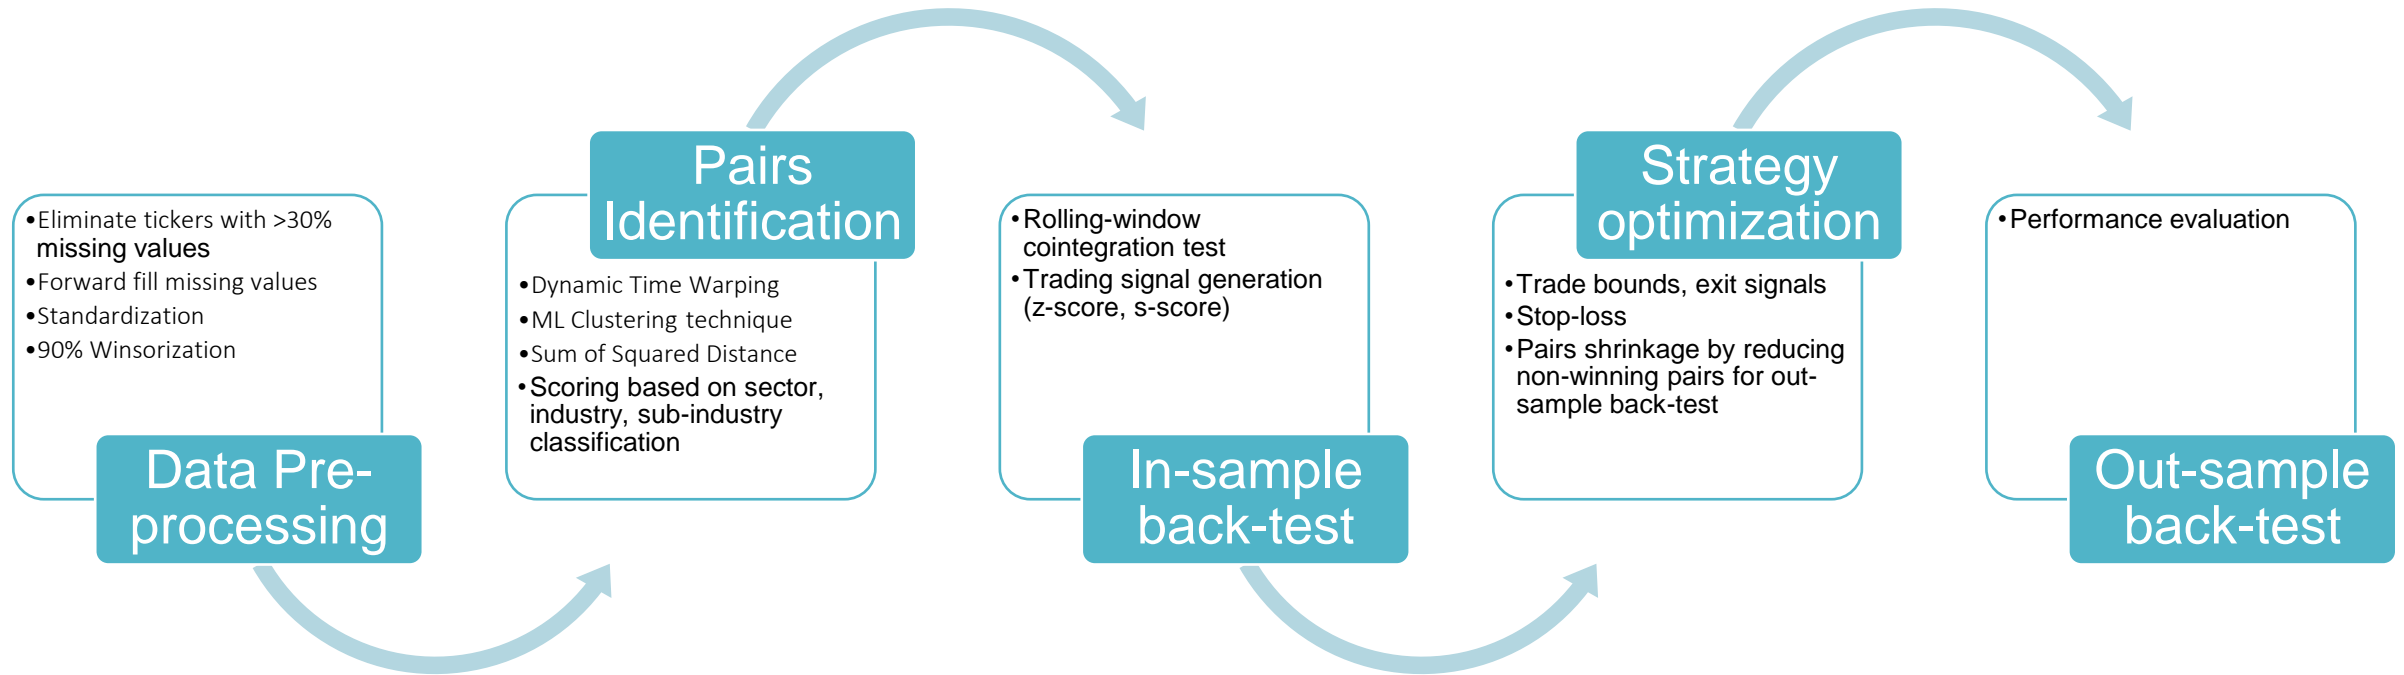 •Eliminate tickers with >30%
missing values
•Forward fill missing values
•Standardization
•90% Winsorization
Data Pre-
processing
Pairs
Identification
•Dynamic Time Warping
•ML Clustering technique
•Sum of Squared Distance
•Scoring based on sector,
industry, sub-industry
classification
•Rolling-window
cointegration test
•Trading signal generation
(z-score, s-score)
In-sample
back-test
Strategy
optimization
•Trade bounds, exit signals
•Stop-loss
•Pairs shrinkage by reducing
non-winning pairs for out-
sample back-test
•Performance evaluation
Out-sample
back-test